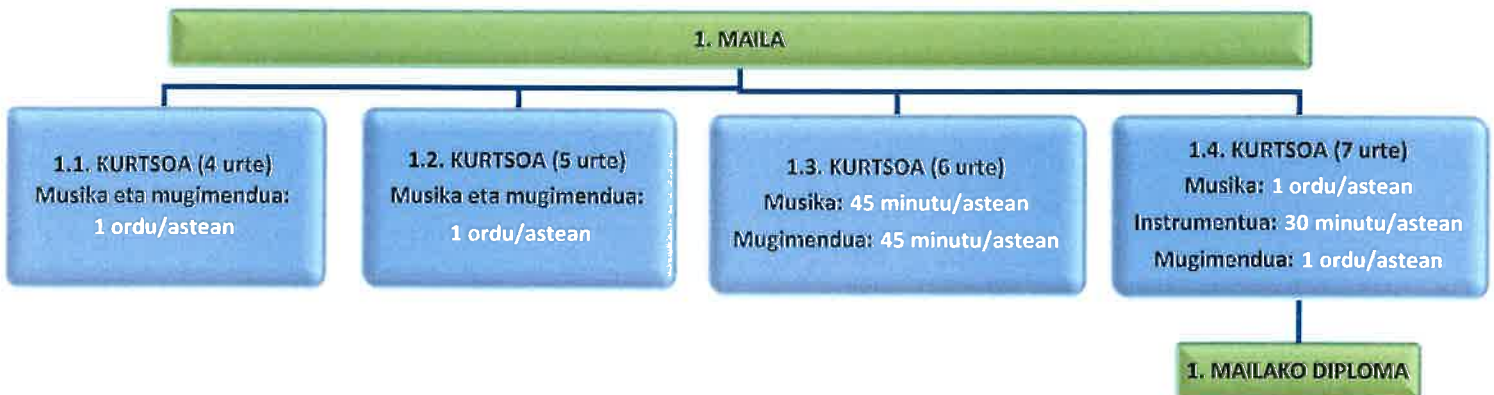 1. MAILA
1.1. KURTSOA (4 urte)
Musika eta mugimendua:
1 ordu/astean
1.2. KURTSOA (5 urte)
Musika eta mugimendua:
1 ordu/astean
1.3. KURTSOA (6 urte)
Musika: 45 minutu/astean
Mugimendua: 45 minutu/astean
1.4. KURTSOA (7 urte)
Musika: 1 ordu/astean
Instrumentua: 30 minutu/astean
Mugimendua: 1 ordu/astean
1. MAILAKO DIPLOMA